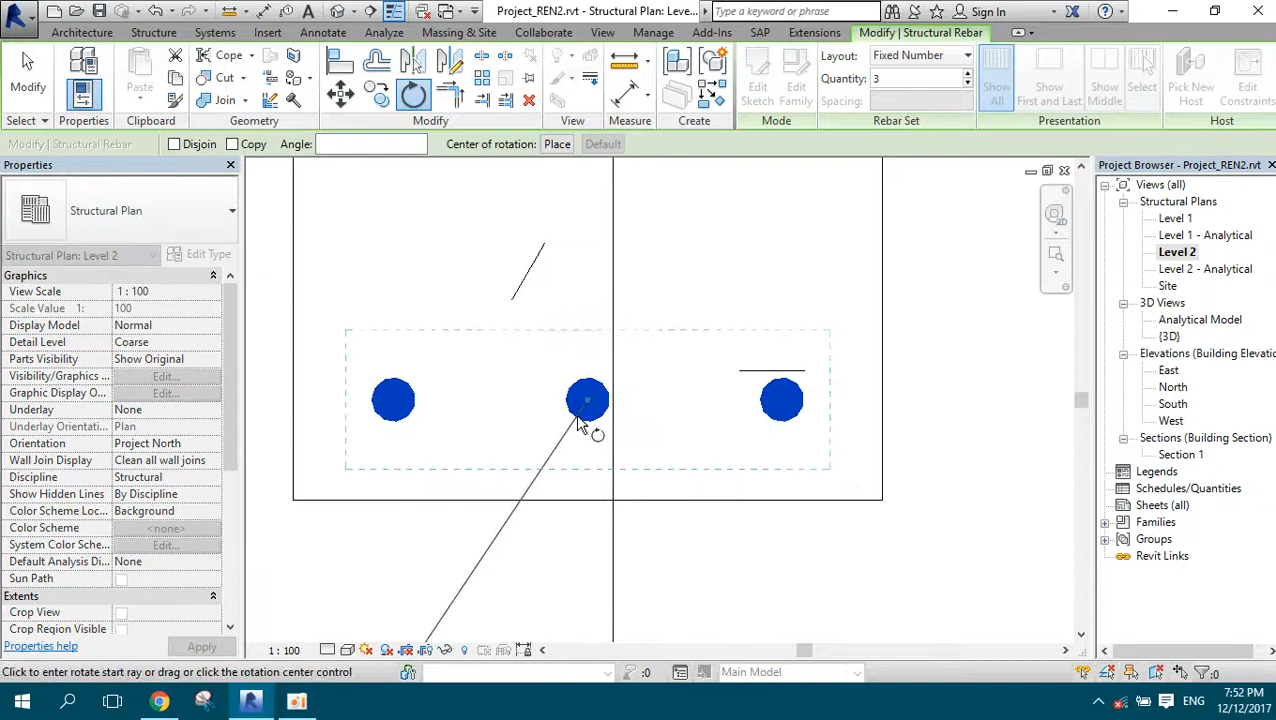 Project_REN2.rvt - Structural Plan: Leve...
Type a keyword or phrase
Sign In
Architecture Structure Systems Insert Annotate Analyze Massing & Site Collaborate View Manage Add-Ins SAP Extensions Modify | Structural Rebar
Modify
Select
Properties
Paste
Clipboard
Cope
Cut
Join
Geometry
Modify
View
Measure
Create
Edit Sketch
Edit Family
Mode
Layout: Fixed Number
Quantity: 3
Spacing:
Rebar Set
Show All
Show First and Last
Show Middle
Select
Presentation
Pick New Host
Edit Constraints
Host
Modify | Structural Rebar
Disjoin Copy Angle: Center of rotation: Place Default
Properties
Structural Plan
Structural Plan: Level 2
Edit Type
Graphics
View Scale 1 : 100
Scale Value 1: 100
Display Model Normal
Detail Level Coarse
Parts Visibility Show Original
Visibility/Graphics ... Edit...
Graphic Display O... Edit...
Underlay None
Underlay Orientati... Plan
Orientation Project North
Wall Join Display Clean all wall joins
Discipline Structural
Show Hidden Lines By Discipline
Color Scheme Loc... Background
Color Scheme <none>
System Color Sche... Edit...
Default Analysis Di... None
Sun Path
Extents
Crop View
Crop Region Visible
Properties help
Apply
2D
Project Browser - Project_REN2.rvt
Views (all)
Structural Plans
Level 1
Level 1 - Analytical
Level 2
Level 2 - Analytical
Site
3D Views
Analytical Model
{3D}
Elevations (Building Elevatio
East
North
South
West
Sections (Building Section)
Section 1
Legends
Schedules/Quantities
Sheets (all)
Families
Groups
Revit Links
1 : 100
Click to enter rotate start ray or drag or click the rotation center control
:0
Main Model
:0
ENG
7:52 PM
12/12/2017